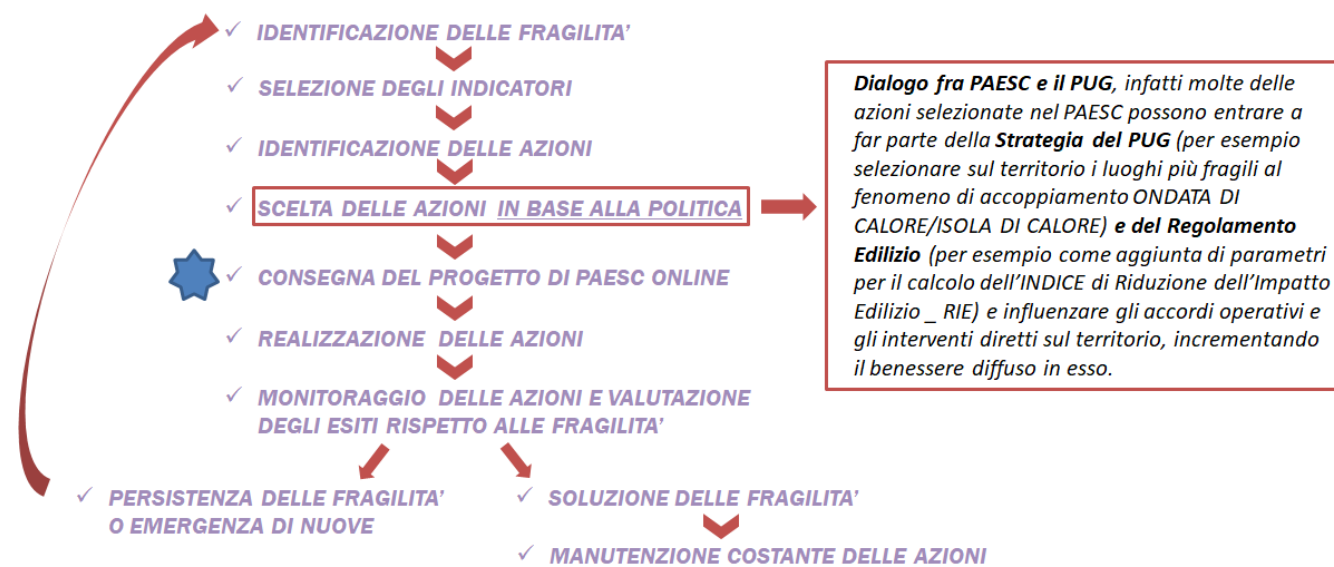 ✓ IDENTIFICAZIONE DELLE FRAGILITA'
✓ SELEZIONE DEGLI INDICATORI
✓ IDENTIFICAZIONE DELLE AZIONI
✓ SCELTA DELLE AZIONI IN BASE ALLA POLITICA
Dialogo fra PAESC e il PUG, infatti molte delle
azioni selezionate nel PAESC possono entrare a
far parte della Strategia del PUG (per esempio
selezionare sul territorio i luoghi più fragili al
fenomeno di accoppiamento ONDATA DI
CALORE/ISOLA DI CALORE) e del Regolamento
Edilizio (per esempio come aggiunta di parametri
per il calcolo dell'INDICE di Riduzione dell'Impatto
Edilizio _ RIE) e influenzare gli accordi operativi e
gli interventi diretti sul territorio, incrementando
il benessere diffuso in esso.
✓ CONSEGNA DEL PROGETTO DI PAESC ONLINE
✓ REALIZZAZIONE DELLE AZIONI
✓ MONITORAGGIO DELLE AZIONI E VALUTAZIONE
DEGLI ESITI RISPETTO ALLE FRAGILITA'
✓ PERSISTENZA DELLE FRAGILITA'
O EMERGENZA DI NUOVE
✓ SOLUZIONE DELLE FRAGILITA'
✓ MANUTENZIONE COSTANTE DELLE AZIONI